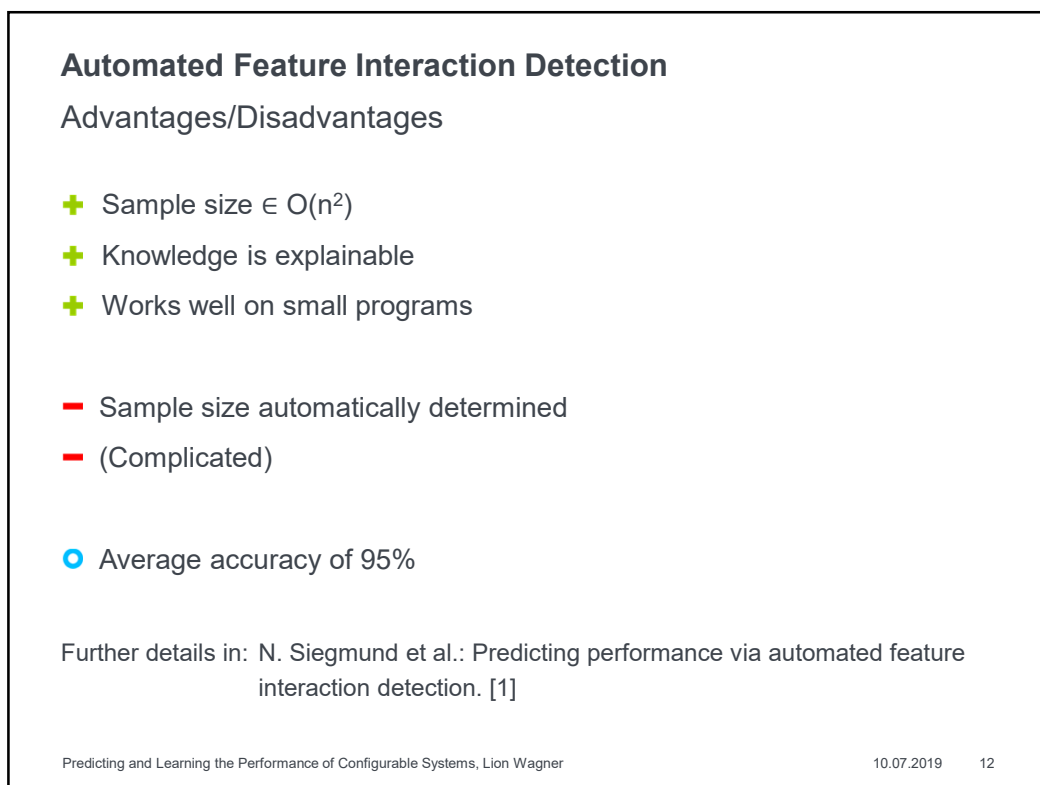 Automated Feature Interaction Detection
Advantages/Disadvantages
Sample size ∈ O(n²)
Knowledge is explainable
Works well on small programs
Sample size automatically determined
(Complicated)
Average accuracy of 95%
Further details in: N. Siegmund et al.: Predicting performance via automated feature
interaction detection. [1]
Predicting and Learning the Performance of Configurable Systems, Lion Wagner 10.07.2019 12